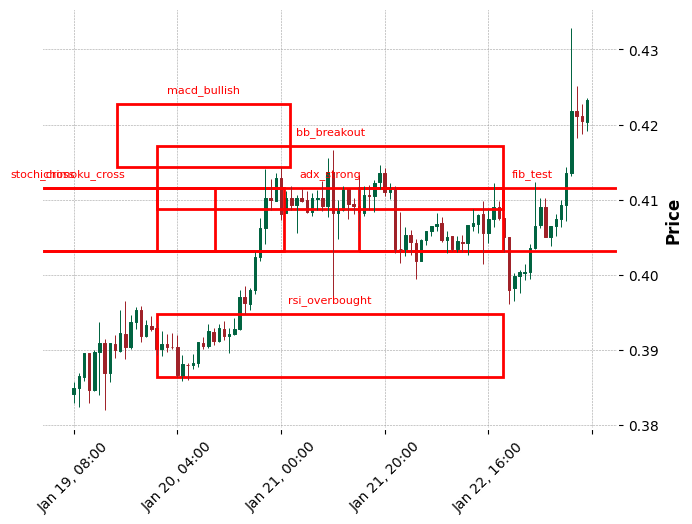 macd_bullish
bb_breakout
adx_strong
fib_test
rsi_overbought
0.43
0.42
0.41
0.40
0.39
0.38
Price
Jan 19, 08:00
Jan 20, 04:00
Jan 21, 00:00
Jan 21, 20:00
Jan 22, 16:00